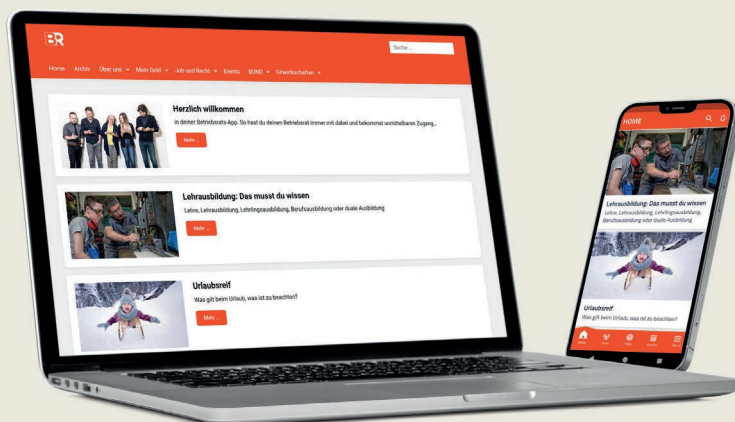 BR
Suche ...
Home Archiv Über uns Mein Geld Job und Recht Events BUND Gewerkschaften
Herzlich willkommen
in deiner Betriebsrats-App. So hast du deinen Betriebsrat immer mit dabei und bekommst unmittelbaren Zugang...
Mehr ...
Lehrausbildung: Das musst du wissen
Lehre, Lehrausbildung, Lehrlingsausbildung, Berufsausbildung oder duale Ausbildung
Mehr ...
Urlaubsreif
Was gilt beim Urlaub, was ist zu beachten?
Mehr ...
HOME
Lehrausbildung: Das musst du wissen
Lehre, Lehrausbildung, Lehrlingsausbildung,
Berufsausbildung oder duale Ausbildung
Urlaubsreif
Was gilt beim Urlaub, was ist zu beachten?